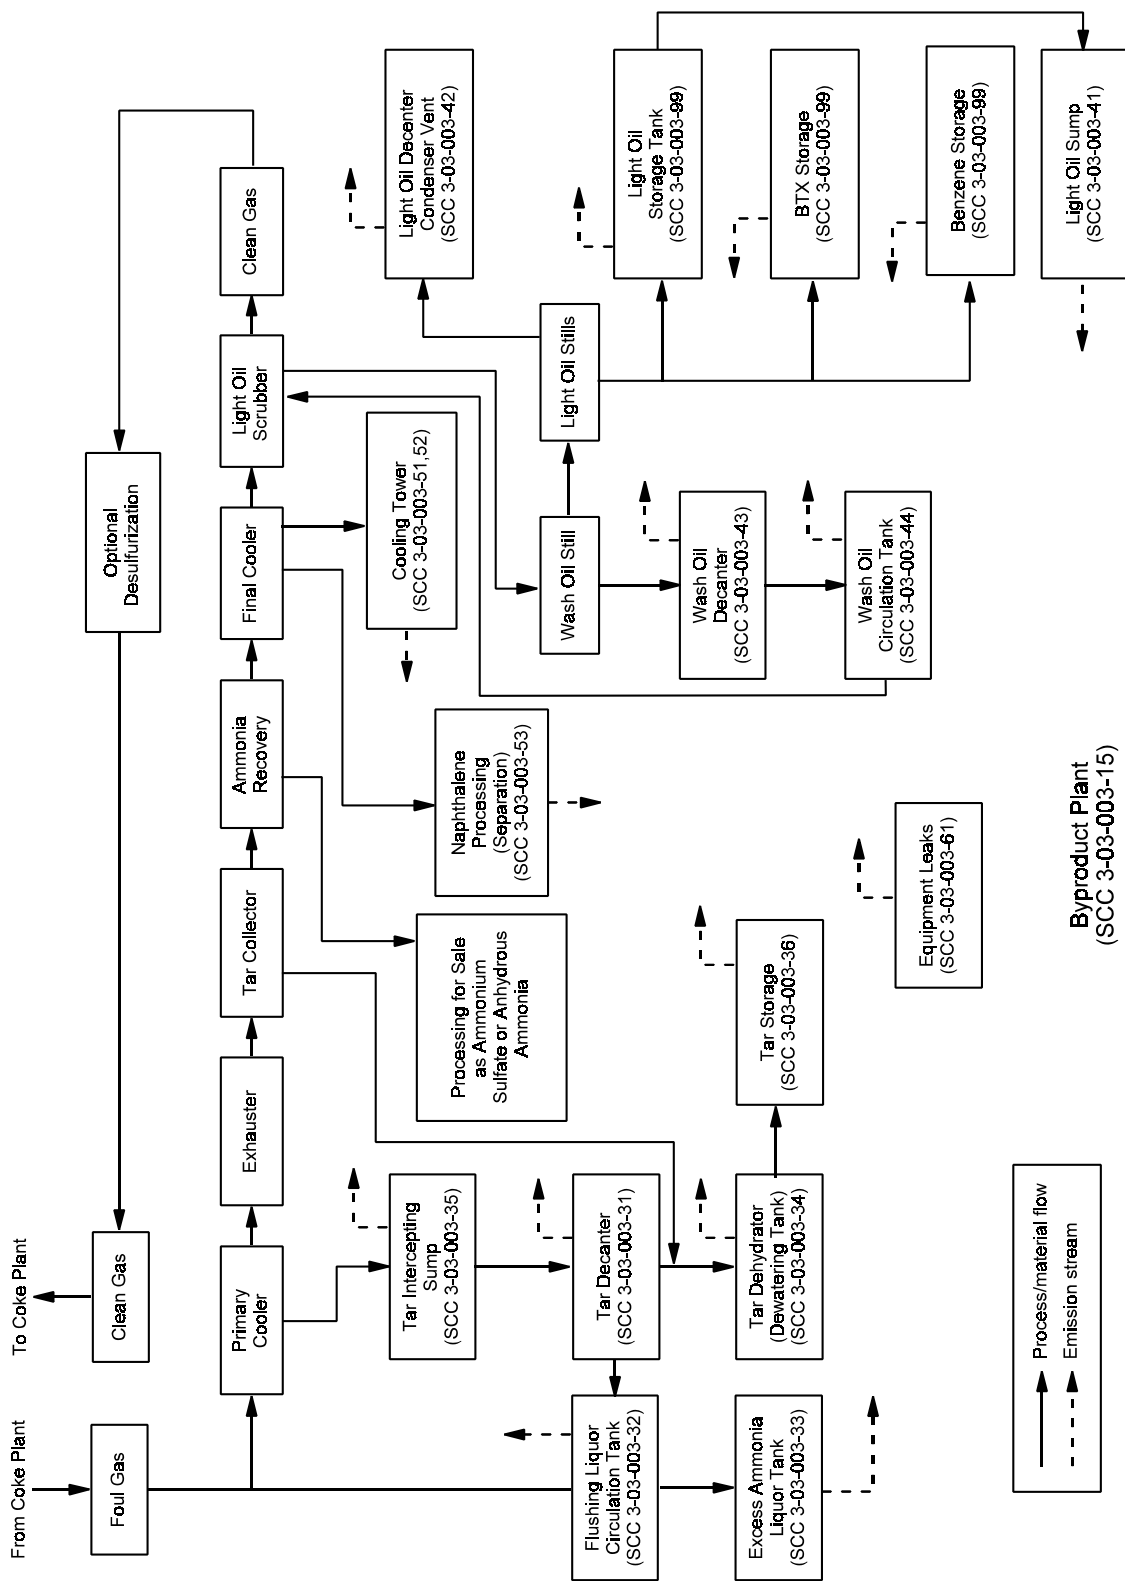 From Coke Plant
To Coke Plant
Foul Gas
Clean Gas
Optional
Desulfurization
Primary
Cooler
Exhauster
Tar Collector
Ammonia
Recovery
Final Cooler
Light Oil
Scrubber
Clean Gas
Tar Intercepting
Sump
(SCC 3-03-003-35)
Processing for Sale
as Ammonium
Sulfate or Anhydrous
Ammonia
Naphthalene
Processing
(Separation)
(SCC 3-03-003-53)
Cooling Tower
(SCC 3-03-003-51,52)
Light Oil Decenter
Condenser Vent
(SCC 3-03-003-42)
Flushing Liquor
Circulation Tank
(SCC 3-03-003-32)
Tar Decanter
(SCC 3-03-003-31)
Wash Oil Still
Light Oil Stills
Light Oil
Storage Tank
(SCC 3-03-003-99)
Excess Ammonia
Liquor Tank
(SCC 3-03-003-33)
Tar Dehydrator
(Dewatering Tank)
(SCC 3-03-003-34)
Tar Storage
(SCC 3-03-003-36)
Wash Oil
Decanter
(SCC 3-03-003-43)
BTX Storage
(SCC 3-03-003-99)
Wash Oil
Circulation Tank
(SCC 3-03-003-44)
Benzene Storage
(SCC 3-03-003-99)
Equipment Leaks
(SCC 3-03-003-61)
Light Oil Sump
(SCC 3-03-003-41)
Process/material flow
Emission stream
Byproduct Plant
(SCC 3-03-003-15)